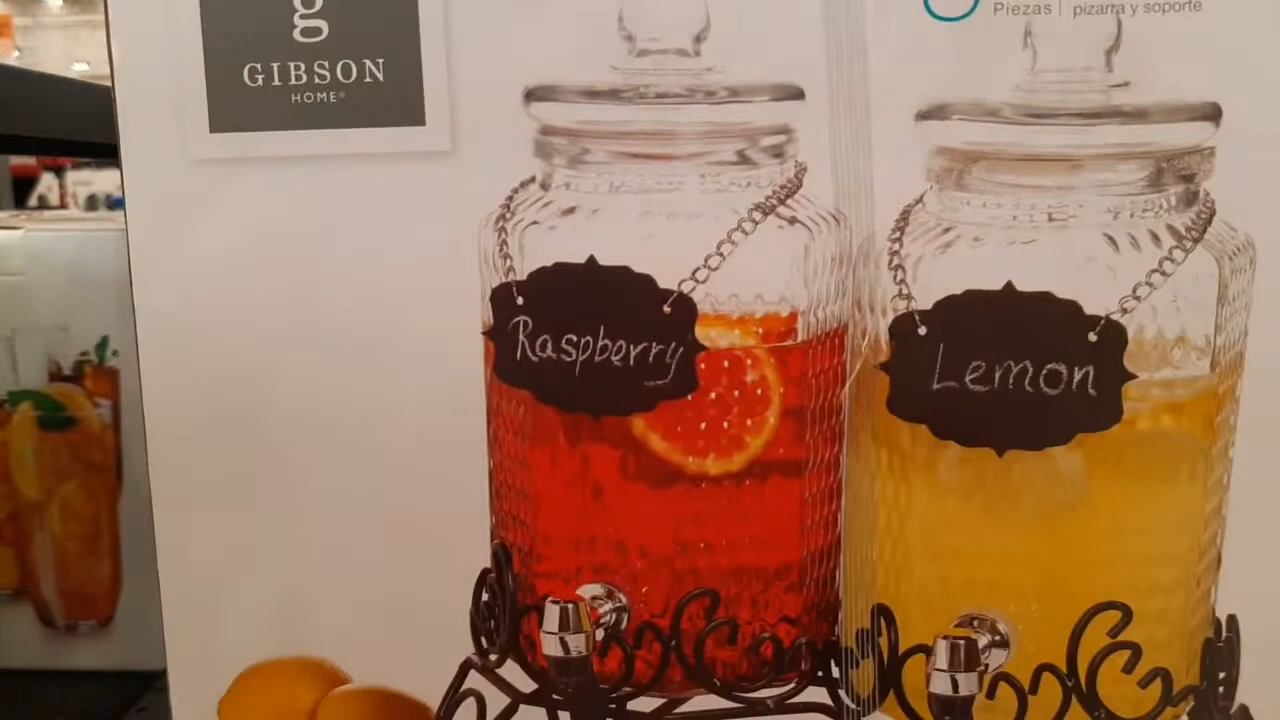 g
GIBSON
HOME®
Piezas | pizarra y soporte
Raspberry
Lemon